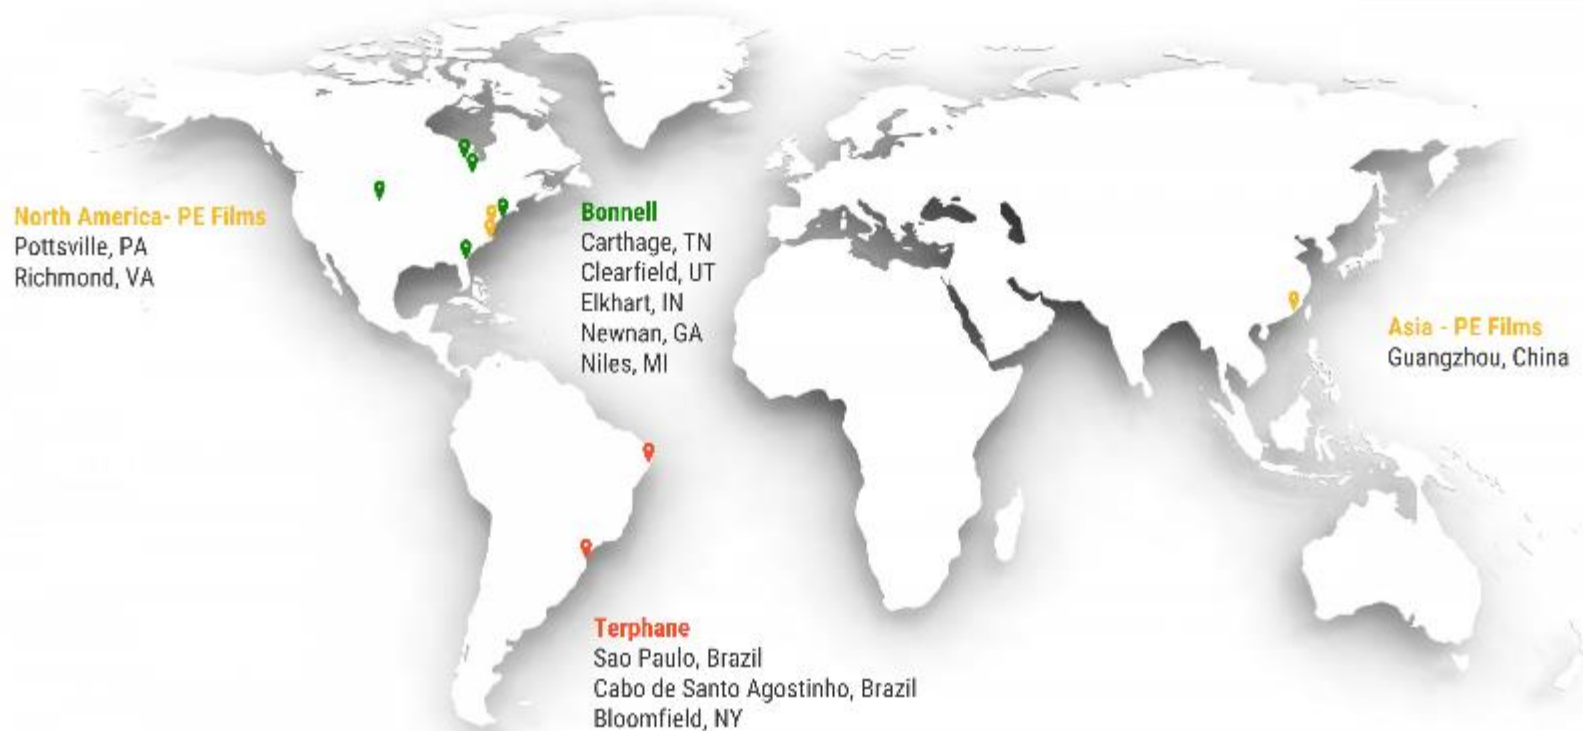 North America- PE Films
Pottsville, PA
Richmond, VA
Bonnell
Carthage, TN
Clearfield, UT
Elkhart, IN
Newnan, GA
Niles, MI
Asia - PE Films
Guangzhou, China
Terphane
Sao Paulo, Brazil
Cabo de Santo Agostinho, Brazil
Bloomfield, NY